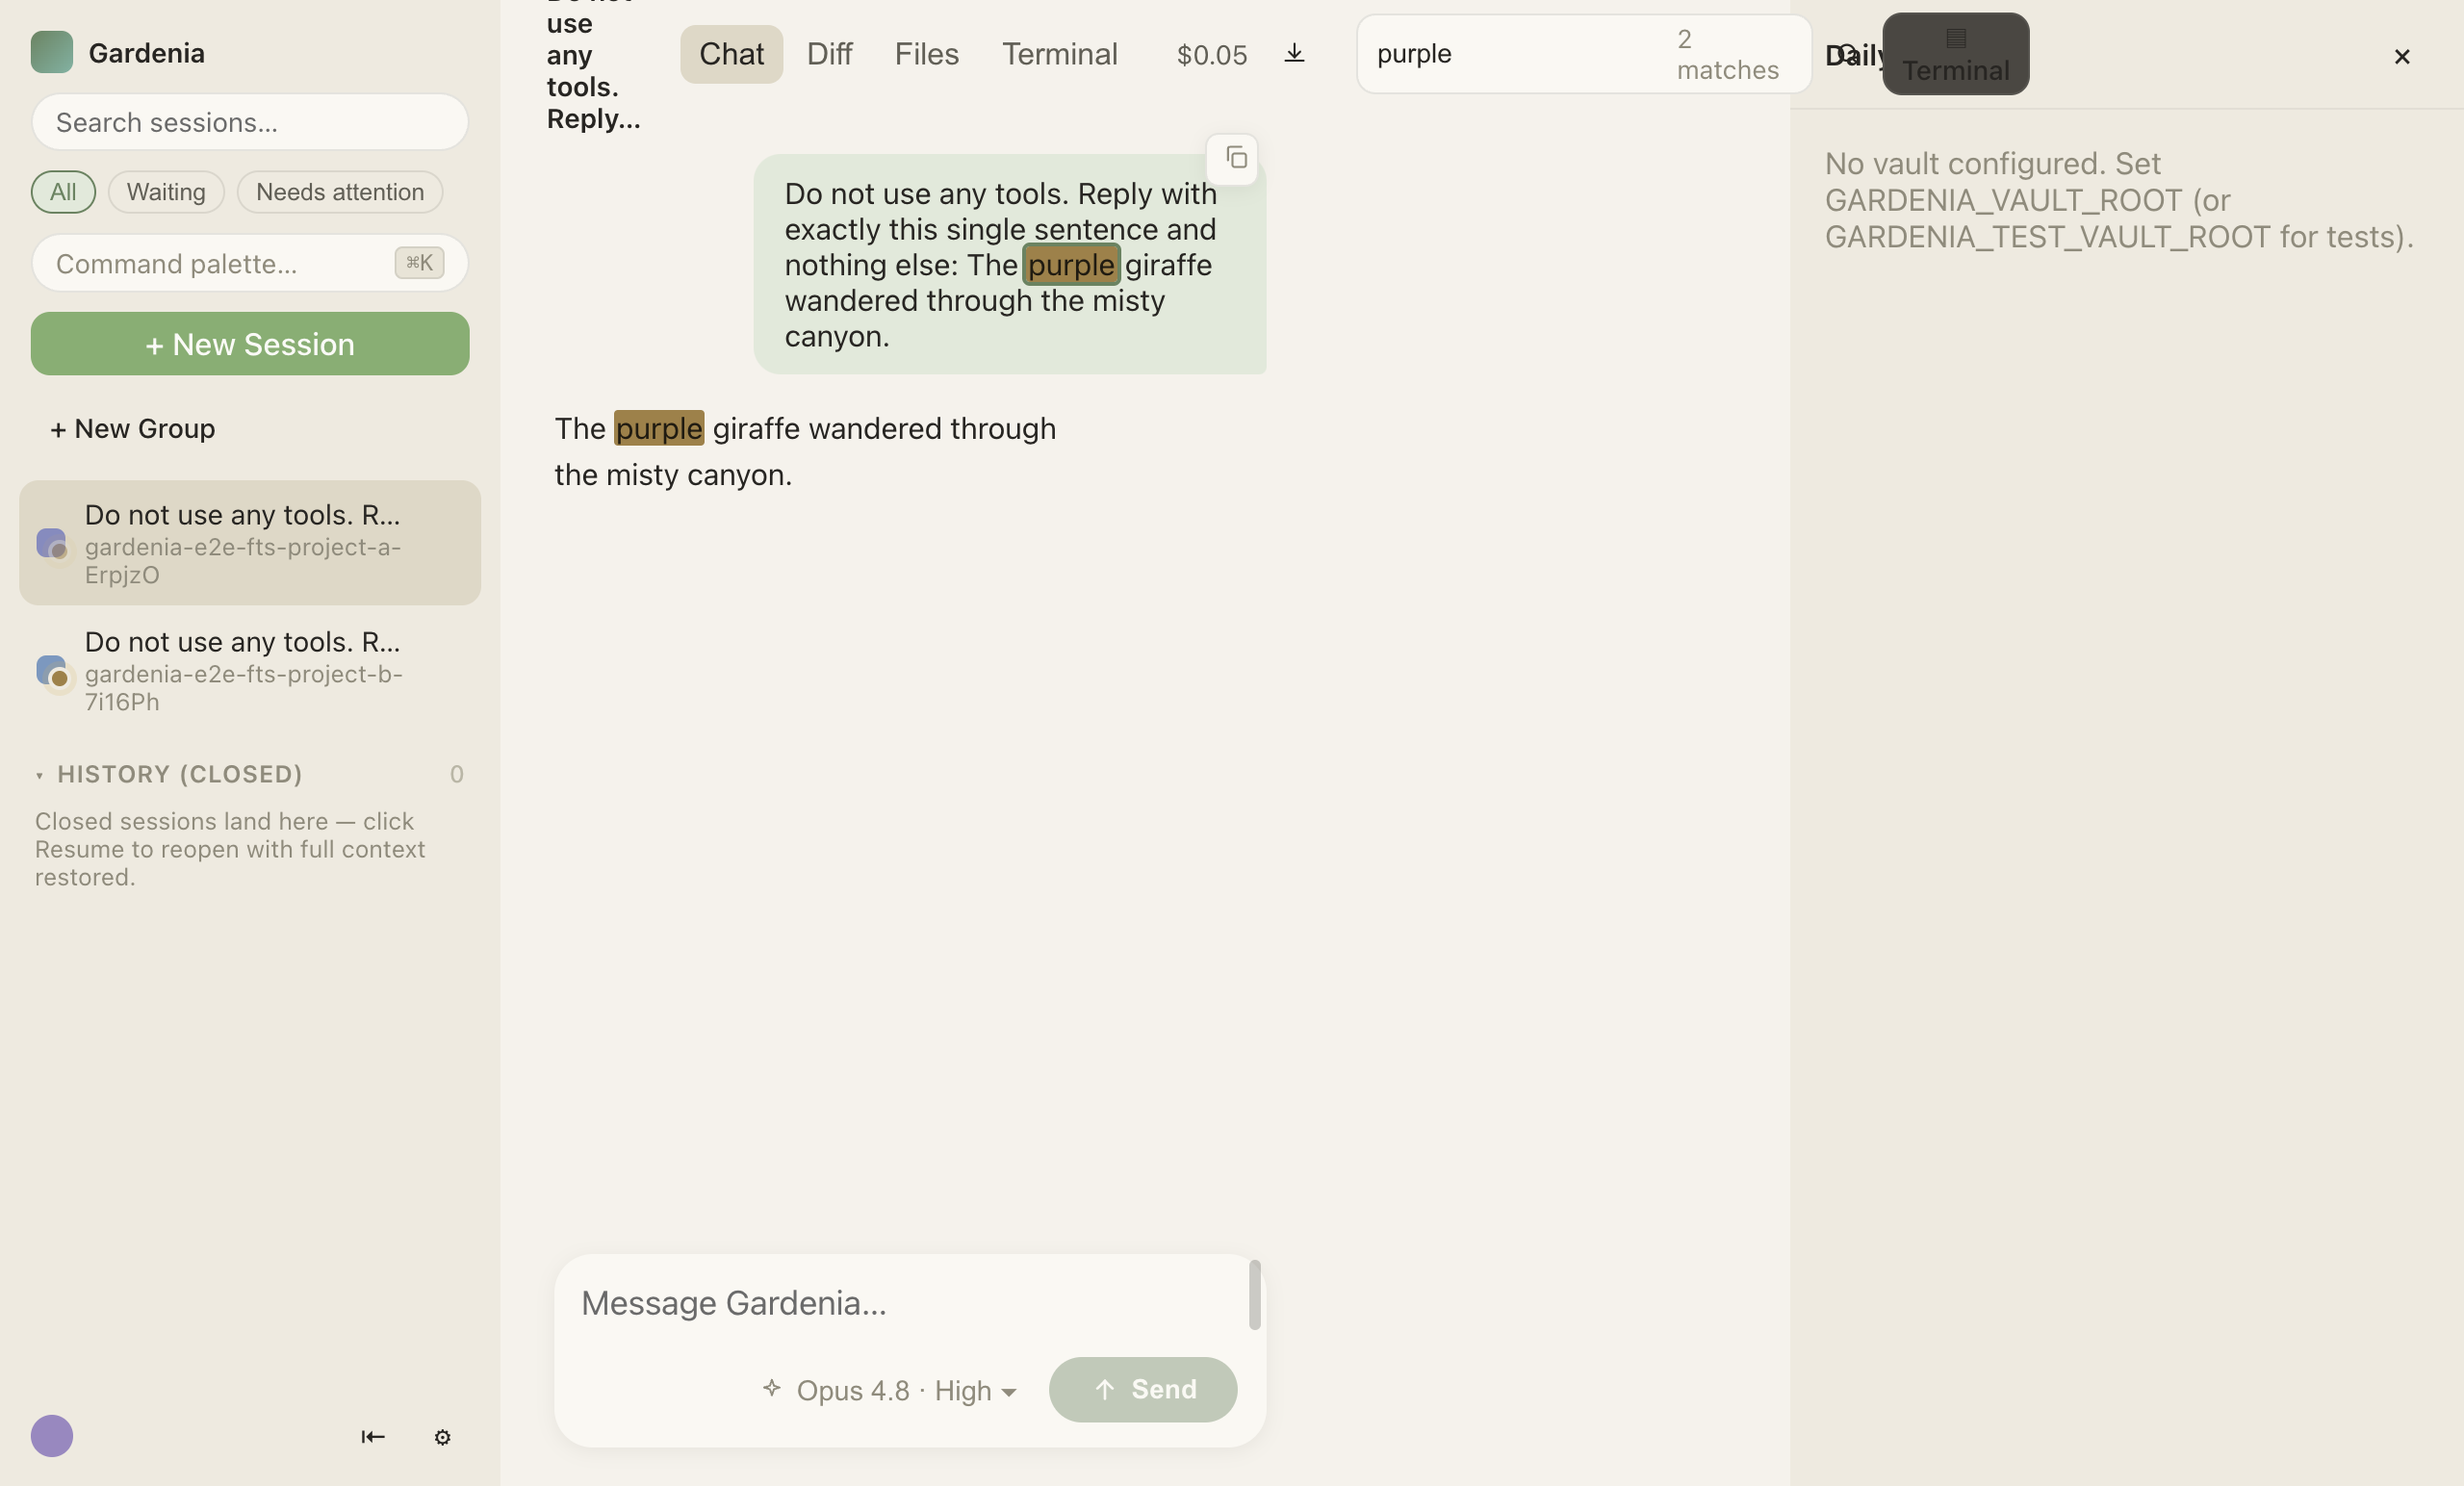 Gardenia
Search sessions...
All
Waiting
Needs attention
Command palette...
⌘K
+ New Session
+ New Group
Do not use any tools. R...
gardenia-e2e-fts-project-a-
ErpjzO
Do not use any tools. R...
gardenia-e2e-fts-project-b-
7i16Ph
HISTORY (CLOSED)
0
Closed sessions land here — click
Resume to reopen with full context
restored.
use
any
tools.
Reply...
Chat
Diff
Files
Terminal
$0.05
purple
2
matches
Do not use any tools. Reply with
exactly this single sentence and
nothing else: The purple giraffe
wandered through the misty
canyon.
The purple giraffe wandered through
the misty canyon.
Message Gardenia...
Opus 4.8 · High
Send
Daily
Terminal
No vault configured. Set
GARDENIA_VAULT_ROOT (or
GARDENIA_TEST_VAULT_ROOT for tests).